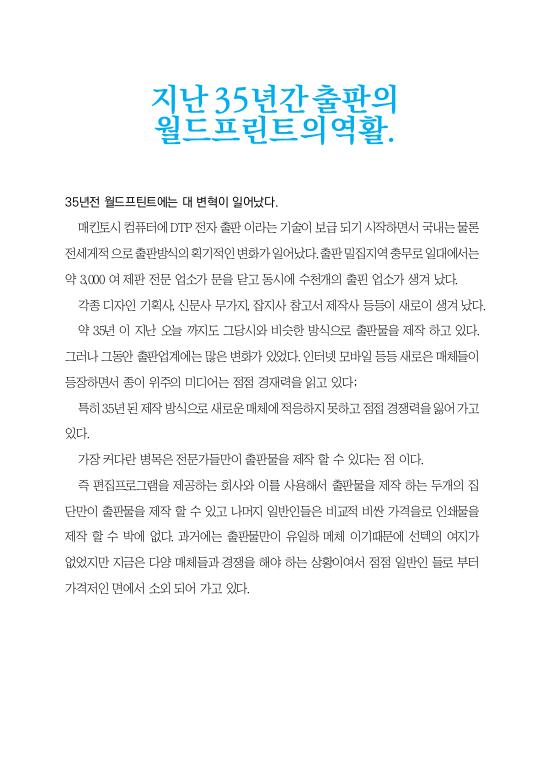 지난 35년간 출판의
월드프린트의역활.
35년전 월드프틴트에는 대 변혁이 일어났다.
매킨토시 컴퓨터에 DTP 전자 출판 이라는 기술이 보급 되기 시작하면서 국내는 물론
전세게적 으로 출판방식의 획기적인 변화가 일어났다. 출판 밀집지역 충무로 일대에서는
약 3,000 여 제판 전문 업소가 문을 닫고 동시에 수천개의 출핀 업소가 생겨 났다.
각종 디자인 기획사, 신문사 무가지, 잡지사 참고서 제작사 등등이 새로이 생겨 났다.
약 35년 이 지난 오늘 까지도 그당시와 비슷한 방식으로 출판물을 제작 하고 있다.
그러나 그동안 출판업계에는 많은 변화가 있었다. 인터넷 모바일 등등 새로은 매체들이
등장하면서 종이 위주의 미디어는 점점 경재력을 읽고 있다;
특히 35년 된 제작 방식으로 새로운 매체에 적응하지 못하고 점접 경쟁력을 잃어 가고
있다.
가장 커다란 병목은 전문가들만이 출판물을 제작 할 수 있다는 점 이다.
즉 편집프로그램을 제공하는 회사와 이를 사용해서 출판물을 제작 하는 두개의 집
단만이 출판물을 제작 할 수 있고 나머지 일반인들은 비교적 비싼 가격을로 인쇄물을
제작 할 수 박에 없다. 과거에는 출판물만이 유일하 메체 이기때문에 선텍의 여지가
없었지만 지금은 다양 매체들과 경쟁을 해야 하는 상황이여서 점점 일반인 들로 부터
가격저인 면에서 소외 되어 가고 있다.